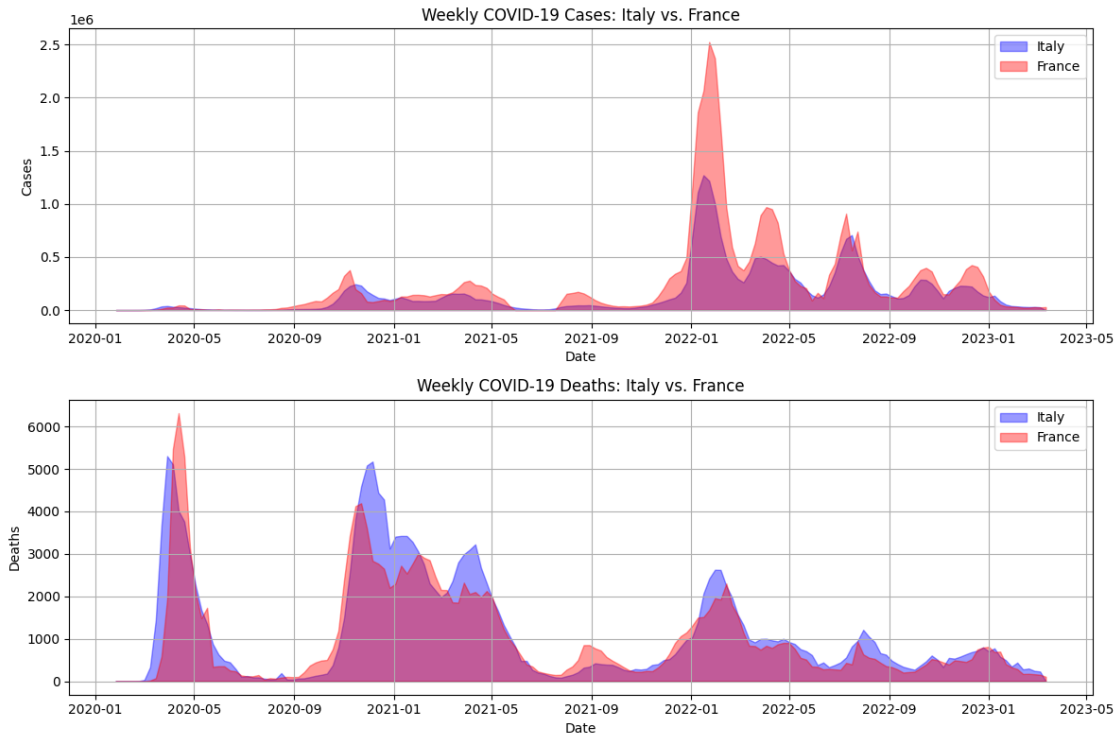 Weekly COVID-19 Cases: Italy vs. France
1e6
2.5
2.0
1.5
1.0
0.5
0.0
Cases
Italy
France
2020-01 2020-05 2020-09 2021-01 2021-05 2021-09 2022-01 2022-05 2022-09 2023-01 2023-05
Date
Weekly COVID-19 Deaths: Italy vs. France
6000
5000
4000
3000
2000
1000
0
Deaths
Italy
France
2020-01 2020-05 2020-09 2021-01 2021-05 2021-09 2022-01 2022-05 2022-09 2023-01 2023-05
Date